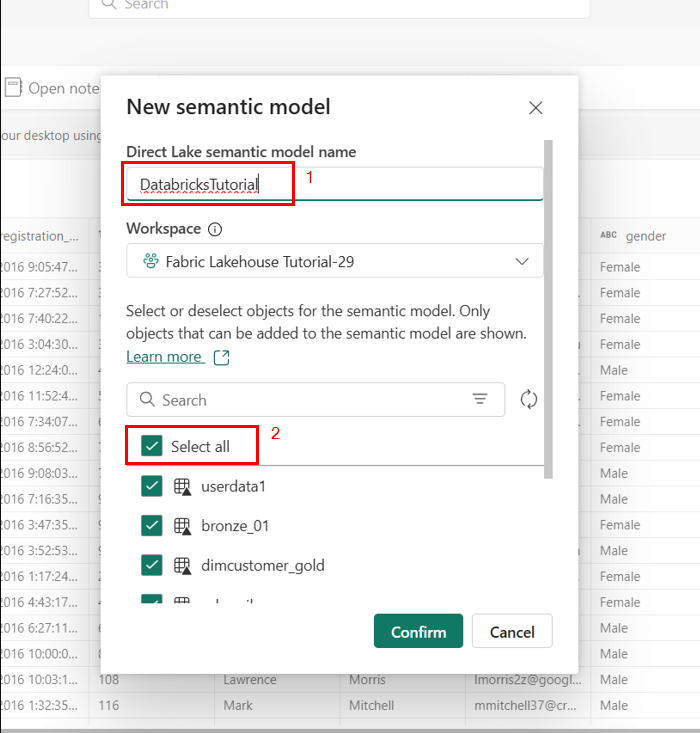 Search
Open note
New semantic model
our desktop using
Direct Lake semantic model name
DatabricksTutorial
1
Workspace
Fabric Lakehouse Tutorial-29
Select or deselect objects for the semantic model. Only
objects that can be added to the semantic model are shown.
Learn more
Search
Select all
2
userdata1
bronze_01
dimcustomer_gold
Confirm
Cancel
registration_...
ABC gender
2016 9:05:47...
Female
2016 7:27:52...
Female
2016 7:40:22...
Female
2016 3:04:30...
Female
2016 12:24:0...
Male
2016 11:52:4...
Female
2016 7:34:07...
Female
2016 8:56:52...
Female
2016 9:08:03...
Male
2016 7:16:35...
Male
2016 3:47:35...
Female
2016 3:52:53...
Male
2016 1:17:24...
Female
2016 4:43:17...
Female
2016 6:27:11...
Male
2016 10:00:0...
Male
2016 10:03:1... 108 Lawrence Morris lmorris2z@googl... Male
2016 1:32:35... 116 Mark Mitchell mmitchell37@cr... Male